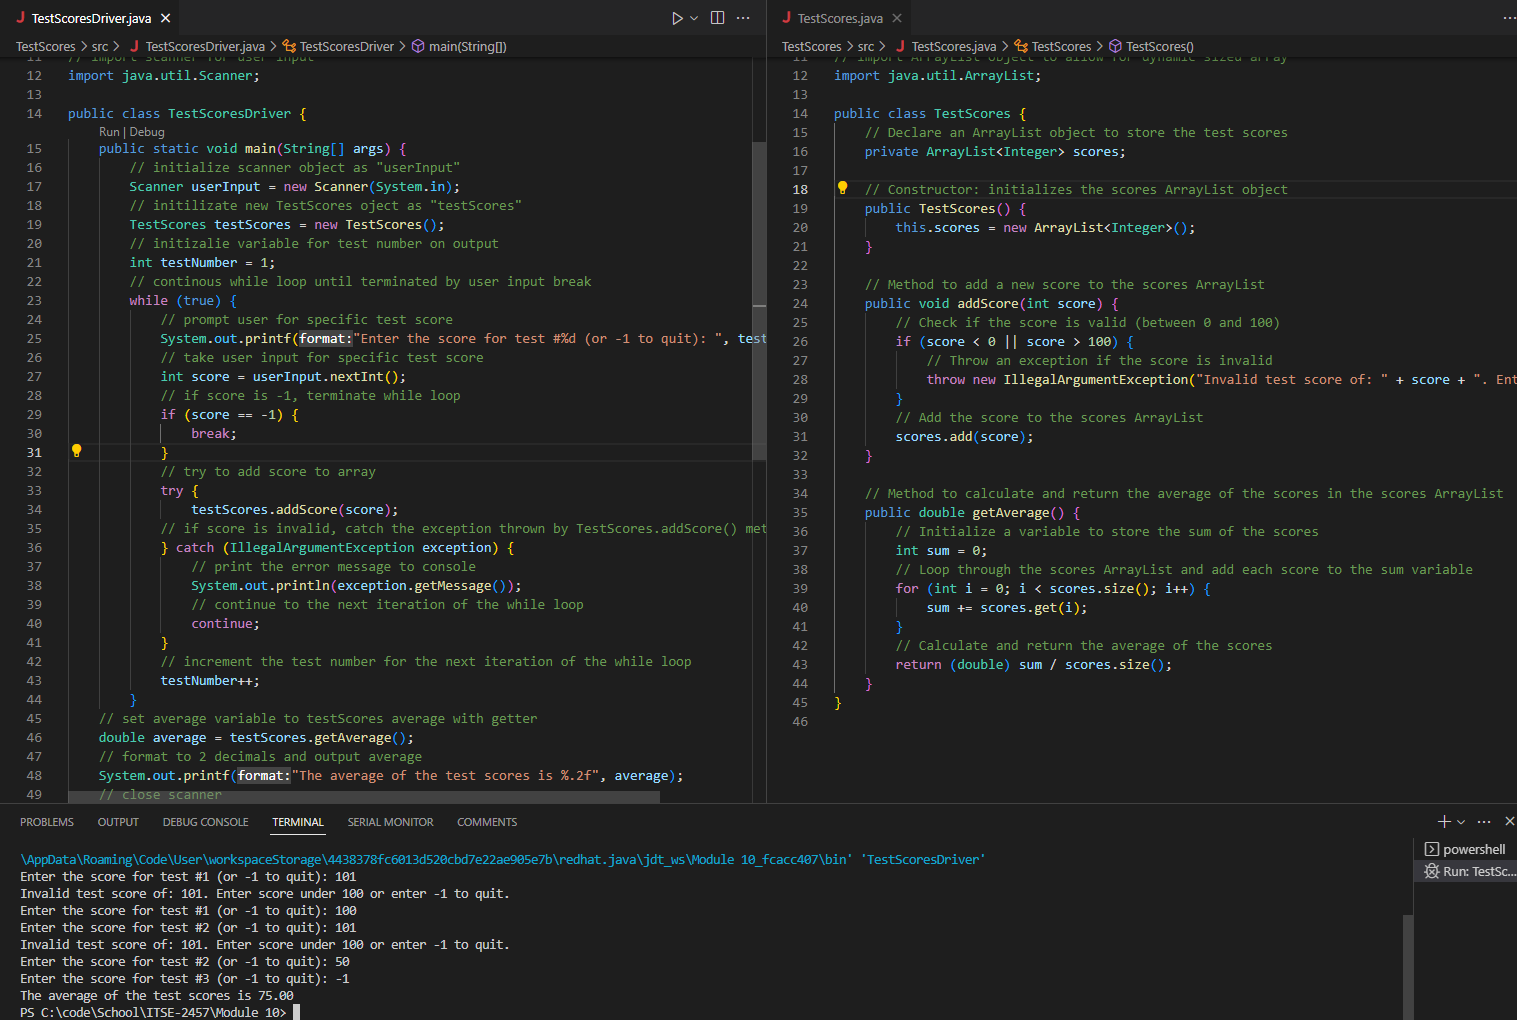 TestScoresDriver.java
TestScores > src > TestScoresDriver.java > TestScoresDriver > main(String[])
11 // import scanner for user input
12 import java.util.Scanner;
13
14 public class TestScoresDriver {
Run | Debug
15 public static void main(String[] args) {
16 // initialize scanner object as "userInput"
17 Scanner userInput = new Scanner(System.in);
18 // initilizate new TestScores oject as "testScores"
19 TestScores testScores = new TestScores();
20 // initizalie variable for test number on output
21 int testNumber = 1;
22 // continous while loop until terminated by user input break
23 while (true) {
24 // prompt user for specific test score
25 System.out.printf(format:"Enter the score for test #%d (or -1 to quit): ", test
26 // take user input for specific test score
27 int score = userInput.nextInt();
28 // if score is -1, terminate while loop
29 if (score == -1) {
30 break;
31 }
32 // try to add score to array
33 try {
34 testScores.addScore(score);
35 // if score is invalid, catch the exception thrown by TestScores.addScore() met
36 } catch (IllegalArgumentException exception) {
37 // print the error message to console
38 System.out.println(exception.getMessage());
39 // continue to the next iteration of the while loop
40 continue;
41 }
42 // increment the test number for the next iteration of the while loop
43 testNumber++;
44 }
45 // set average variable to testScores average with getter
46 double average = testScores.getAverage();
47 // format to 2 decimals and output average
48 System.out.printf(format:"The average of the test scores is %.2f", average);
49 // close scanner
TestScores.java
TestScores > src > TestScores.java > TestScores > TestScores()
11 // import ArrayList object to allow for dynamic sized array
12 import java.util.ArrayList;
13
14 public class TestScores {
15 // Declare an ArrayList object to store the test scores
16 private ArrayList<Integer> scores;
17
18 // Constructor: initializes the scores ArrayList object
19 public TestScores() {
20 this.scores = new ArrayList<Integer>();
21 }
22
23 // Method to add a new score to the scores ArrayList
24 public void addScore(int score) {
25 // Check if the score is valid (between 0 and 100)
26 if (score < 0 || score > 100) {
27 // Throw an exception if the score is invalid
28 throw new IllegalArgumentException("Invalid test score of: " + score + ". Ent
29 }
30 // Add the score to the scores ArrayList
31 scores.add(score);
32 }
33
34 // Method to calculate and return the average of the scores in the scores ArrayList
35 public double getAverage() {
36 // Initialize a variable to store the sum of the scores
37 int sum = 0;
38 // Loop through the scores ArrayList and add each score to the sum variable
39 for (int i = 0; i < scores.size(); i++) {
40 sum += scores.get(i);
41 }
42 // Calculate and return the average of the scores
43 return (double) sum / scores.size();
44 }
45 }
46
PROBLEMS OUTPUT DEBUG CONSOLE TERMINAL SERIAL MONITOR COMMENTS
\AppData\Roaming\Code\User\workspaceStorage\4438378fc6013d520cbd7e22ae905e7b\redhat.java\jdt_ws\Module 10_fcacc407\bin' 'TestScoresDriver'
Enter the score for test #1 (or -1 to quit): 101
Invalid test score of: 101. Enter score under 100 or enter -1 to quit.
Enter the score for test #1 (or -1 to quit): 100
Enter the score for test #2 (or -1 to quit): 101
Invalid test score of: 101. Enter score under 100 or enter -1 to quit.
Enter the score for test #2 (or -1 to quit): 50
Enter the score for test #3 (or -1 to quit): -1
The average of the test scores is 75.00
PS C:\code\School\ITSE-2457\Module 10>
powershell
Run: TestSc...